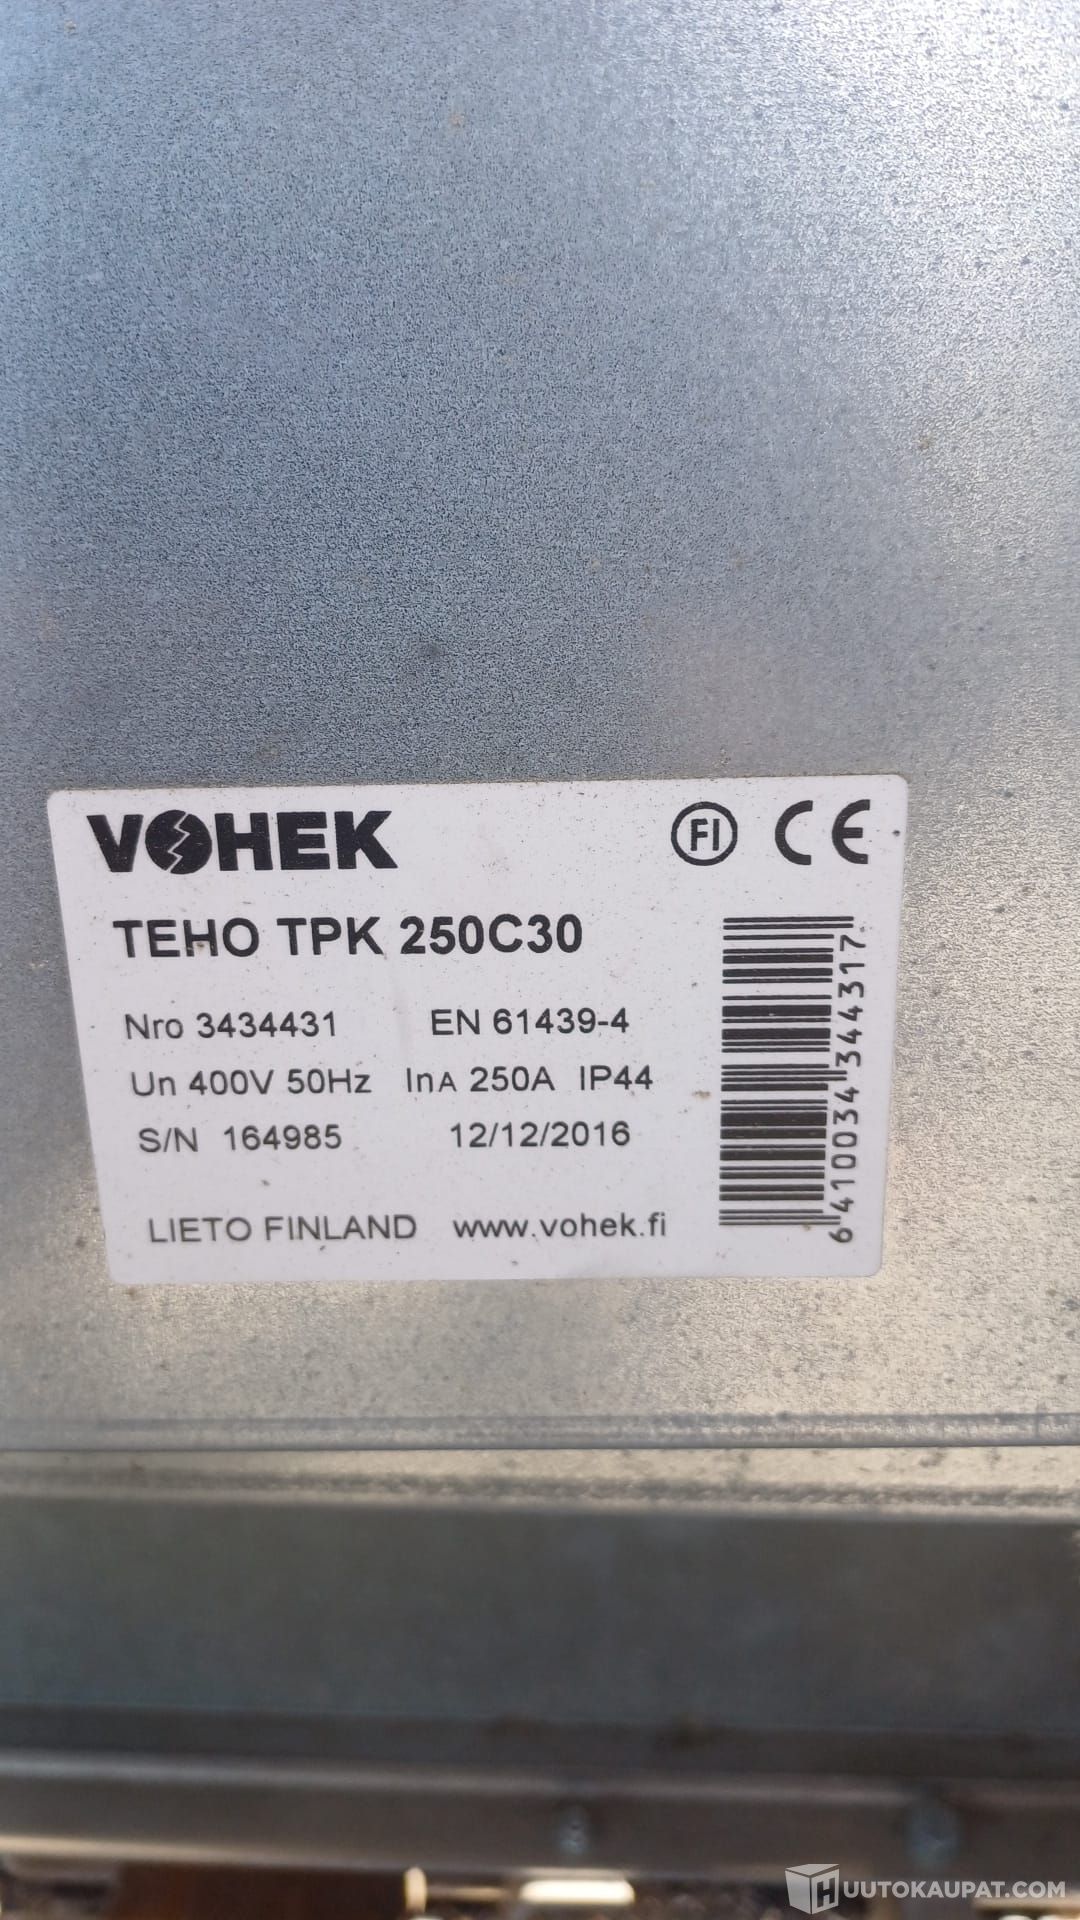 VOHEK FI CE
TEHO TPK 250C30
Nro 3434431 EN 61439-4
Un 400V 50Hz InA 250A IP44
S/N 164985 12/12/2016
LIETO FINLAND www.vohek.fi
6410034344317
HUUTOKAUPAT.COM